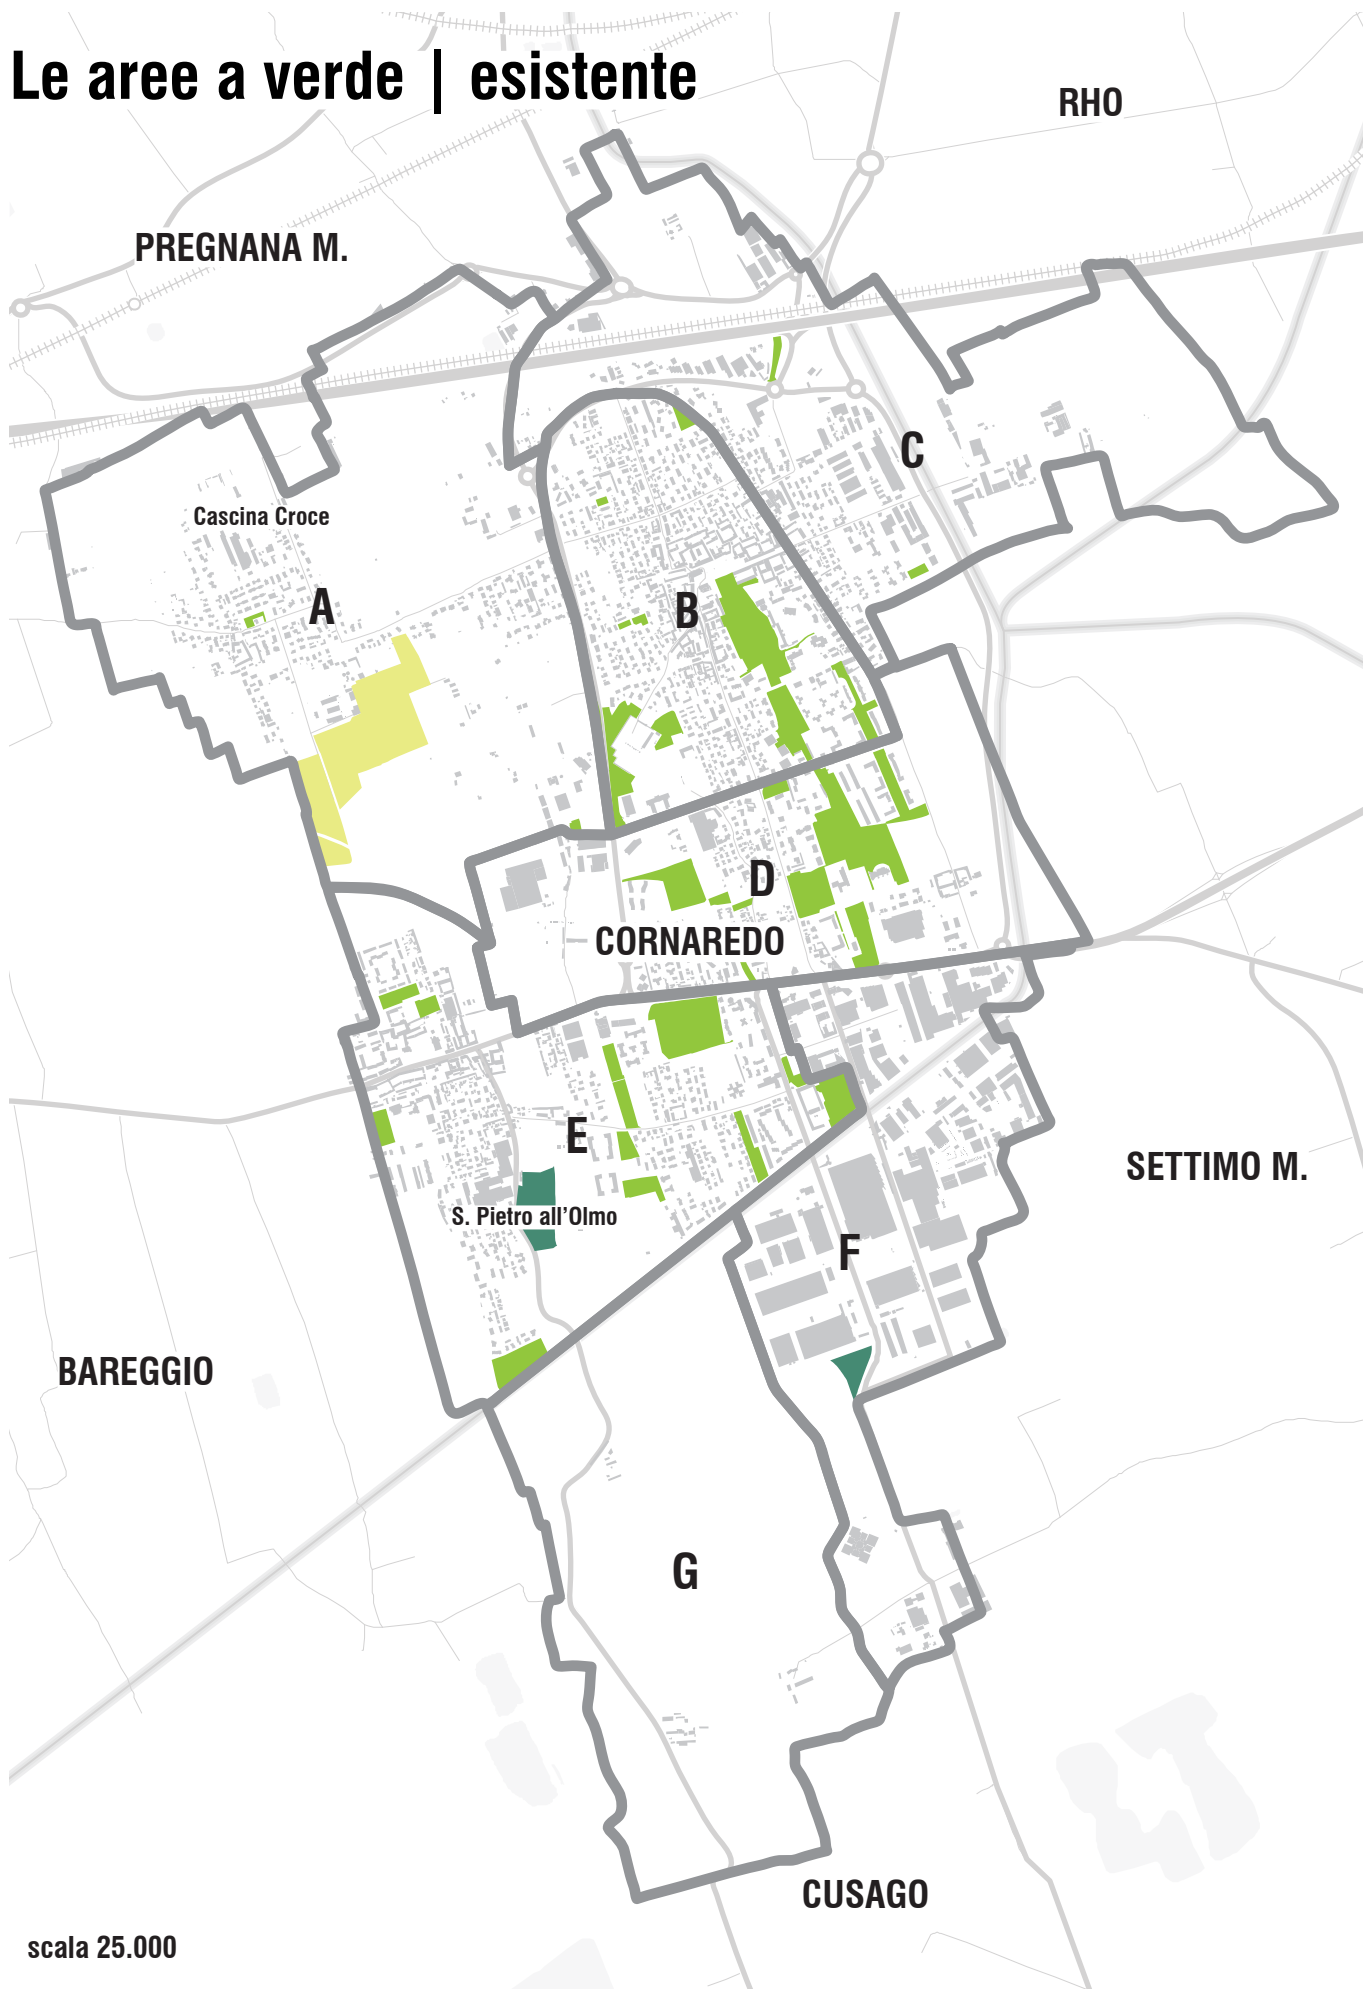 Le aree a verde | esistente
RHO
PREGNANA M.
C
Cascina Croce
A
B
D
CORNAREDO
E
SETTIMO M.
S. Pietro all'Olmo
F
BAREGGIO
G
CUSAGO
scala 25.000